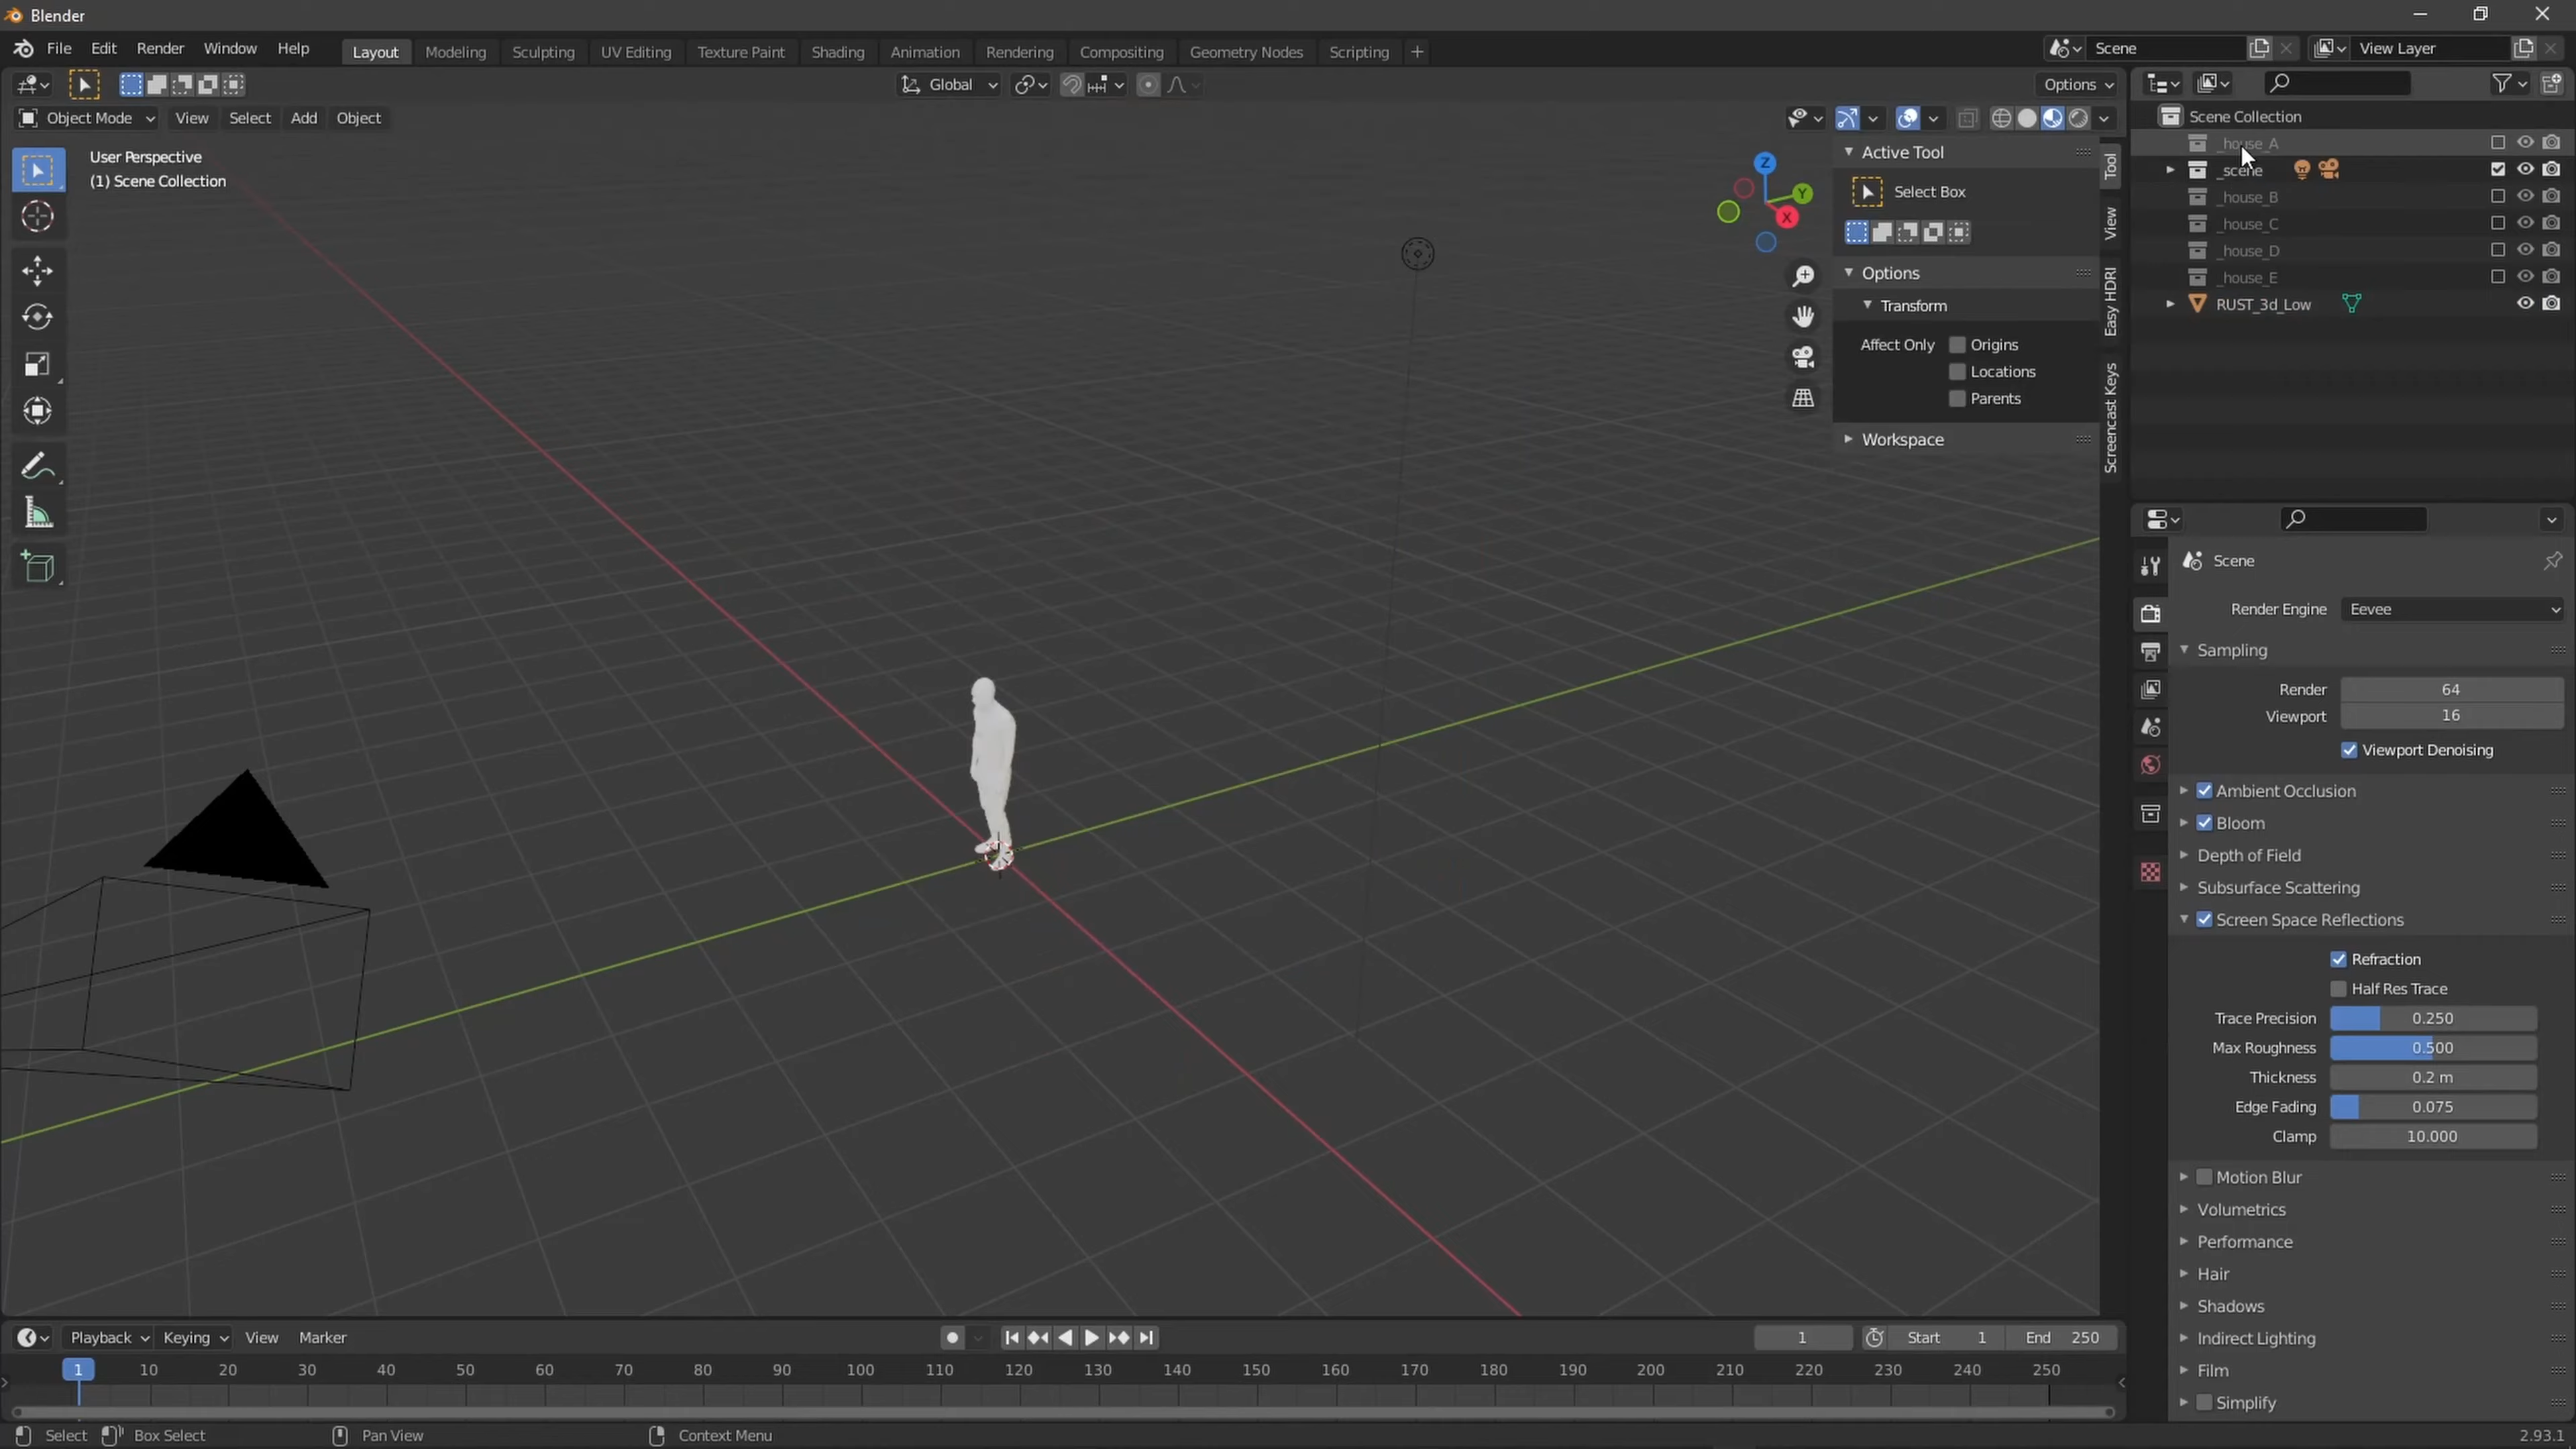 Blender
File Edit Render Window Help Layout Modeling Sculpting UV Editing Texture Paint Shading Animation Rendering Compositing Geometry Nodes Scripting + Scene View Layer
Global Options
Object Mode View Select Add Object
User Perspective
(1) Scene Collection
Z
Y
X
Active Tool
Select Box
Options
Transform
Affect Only Origins
Locations
Parents
Workspace
Tool
View
Easy HDRI
Screencast Keys
Scene Collection
_house_A
_scene
_house_B
_house_C
_house_D
_house_E
RUST_3d_Low
Scene
Render Engine Eevee
Sampling
Render 64
Viewport 16
Viewport Denoising
Ambient Occlusion
Bloom
Depth of Field
Subsurface Scattering
Screen Space Reflections
Refraction
Half Res Trace
Trace Precision 0.250
Max Roughness 0.500
Thickness 0.2 m
Edge Fading 0.075
Clamp 10.000
Motion Blur
Volumetrics
Performance
Hair
Shadows
Indirect Lighting
Film
Simplify
Playback Keying View Marker 1 Start 1 End 250
1 10 20 30 40 50 60 70 80 90 100 110 120 130 140 150 160 170 180 190 200 210 220 230 240 250
Select Box Select Pan View Context Menu 2.93.1